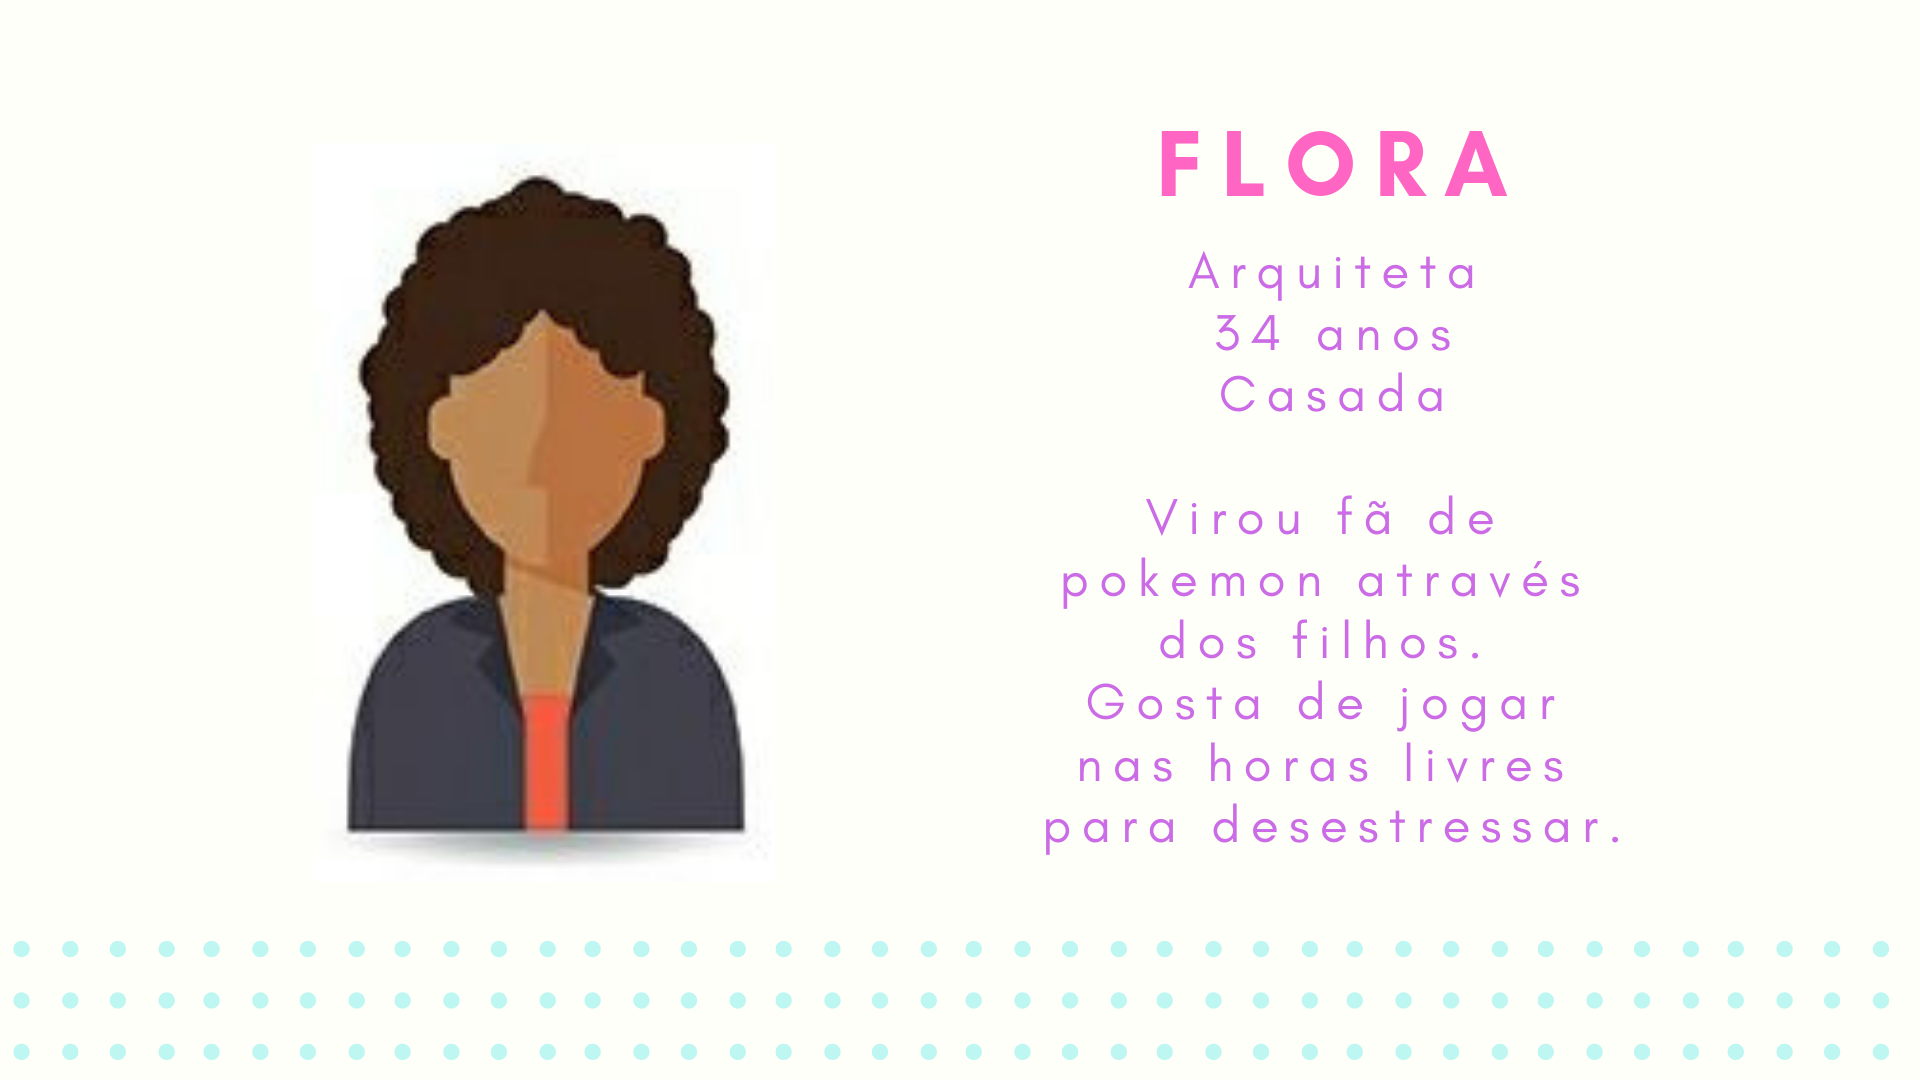 FLORA
Arquiteta
34 anos
Casada
Virou fã de
pokemon através
dos filhos.
Gosta de jogar
nas horas livres
para desestressar.